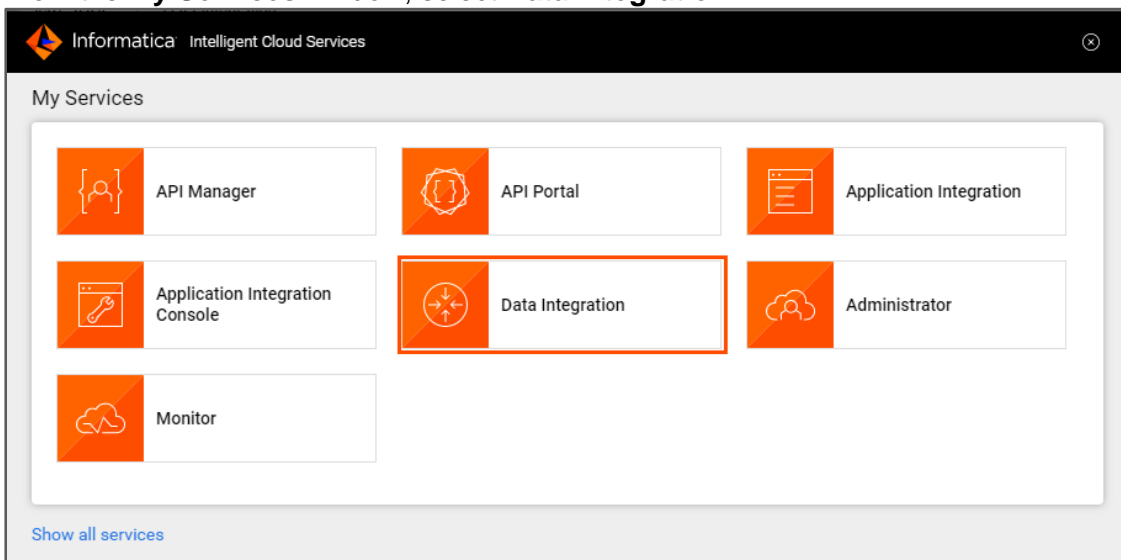 Informatica Intelligent Cloud Services
My Services
API Manager
API Portal
Application Integration
Application Integration
Console
Data Integration
Administrator
Monitor
Show all services